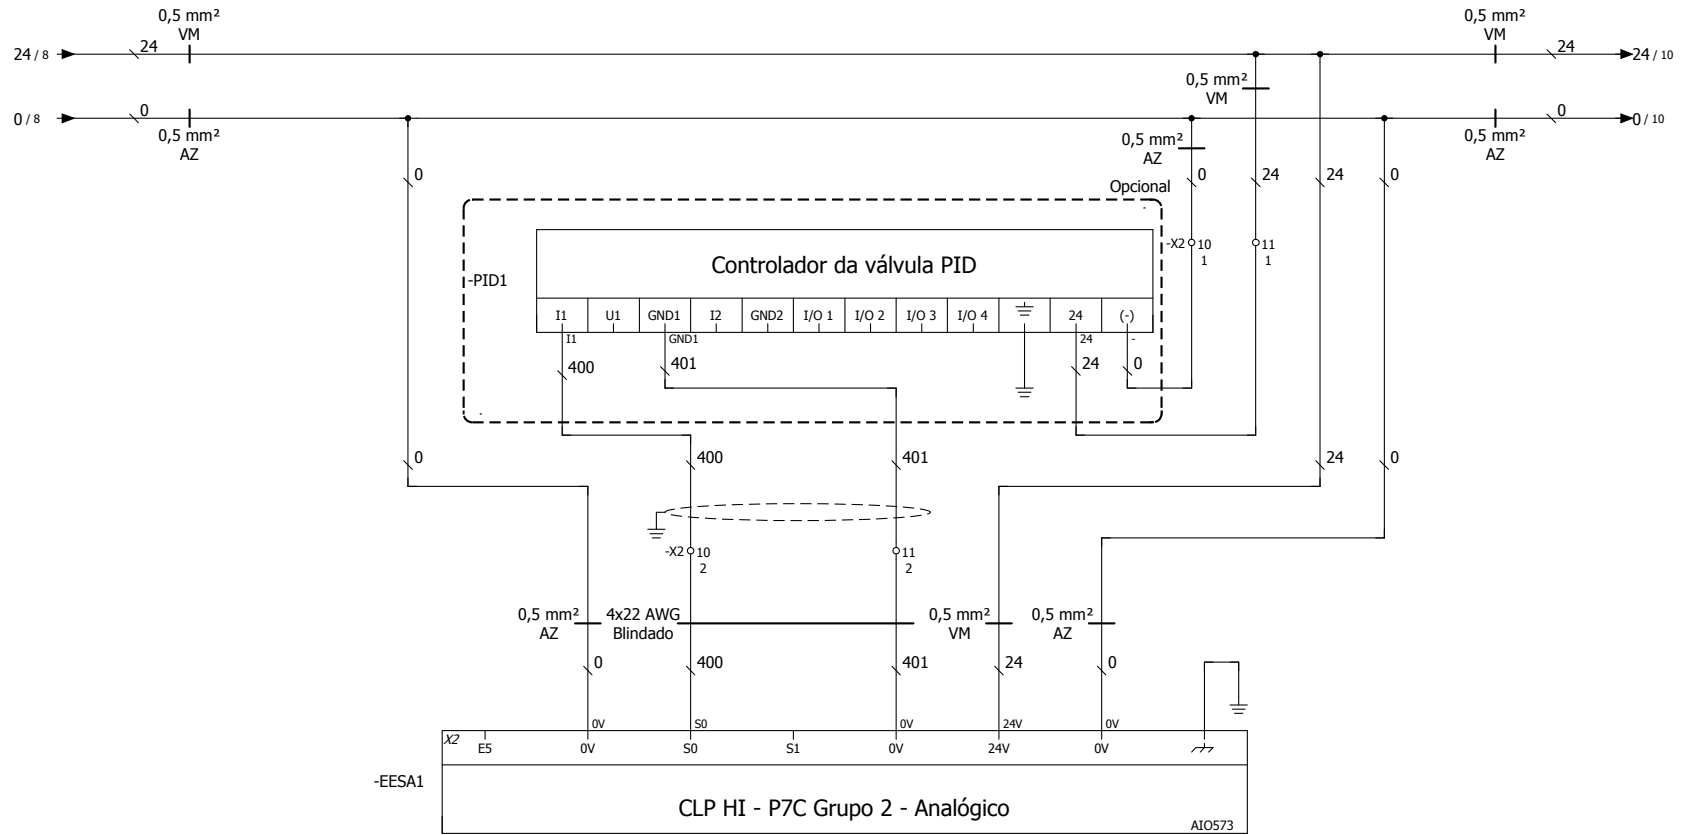 0,5 mm²
VM
0,5 mm²
VM
24 / 8
24
24
24 / 10
0,5 mm²
VM
0 / 8
0
0
0 / 10
0,5 mm²
AZ
0,5 mm²
AZ
0,5 mm²
AZ
0
0
24
24
0
Opcional
-X2
10
1
11
1
Controlador da válvula PID
-PID1
I1
U1
GND1
I2
GND2
I/O 1
I/O 2
I/O 3
I/O 4
24
(-)
I1
GND1
24
-
400
401
24
0
0
400
401
24
0
-X2
10
2
11
2
0,5 mm²
AZ
4x22 AWG
Blindado
0,5 mm²
VM
0,5 mm²
AZ
0
400
401
24
0
0V
S0
0V
24V
0V
X2
E5
0V
S0
S1
0V
24V
0V
-EESA1
CLP HI - P7C Grupo 2 - Analógico
AIO573